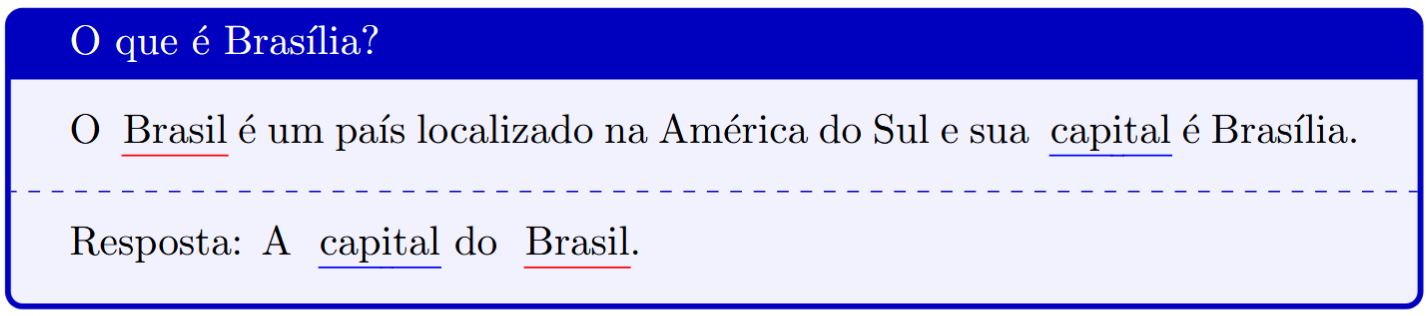 O que é Brasília?
O Brasil é um país localizado na América do Sul e sua capital é Brasília.
Resposta: A capital do Brasil.